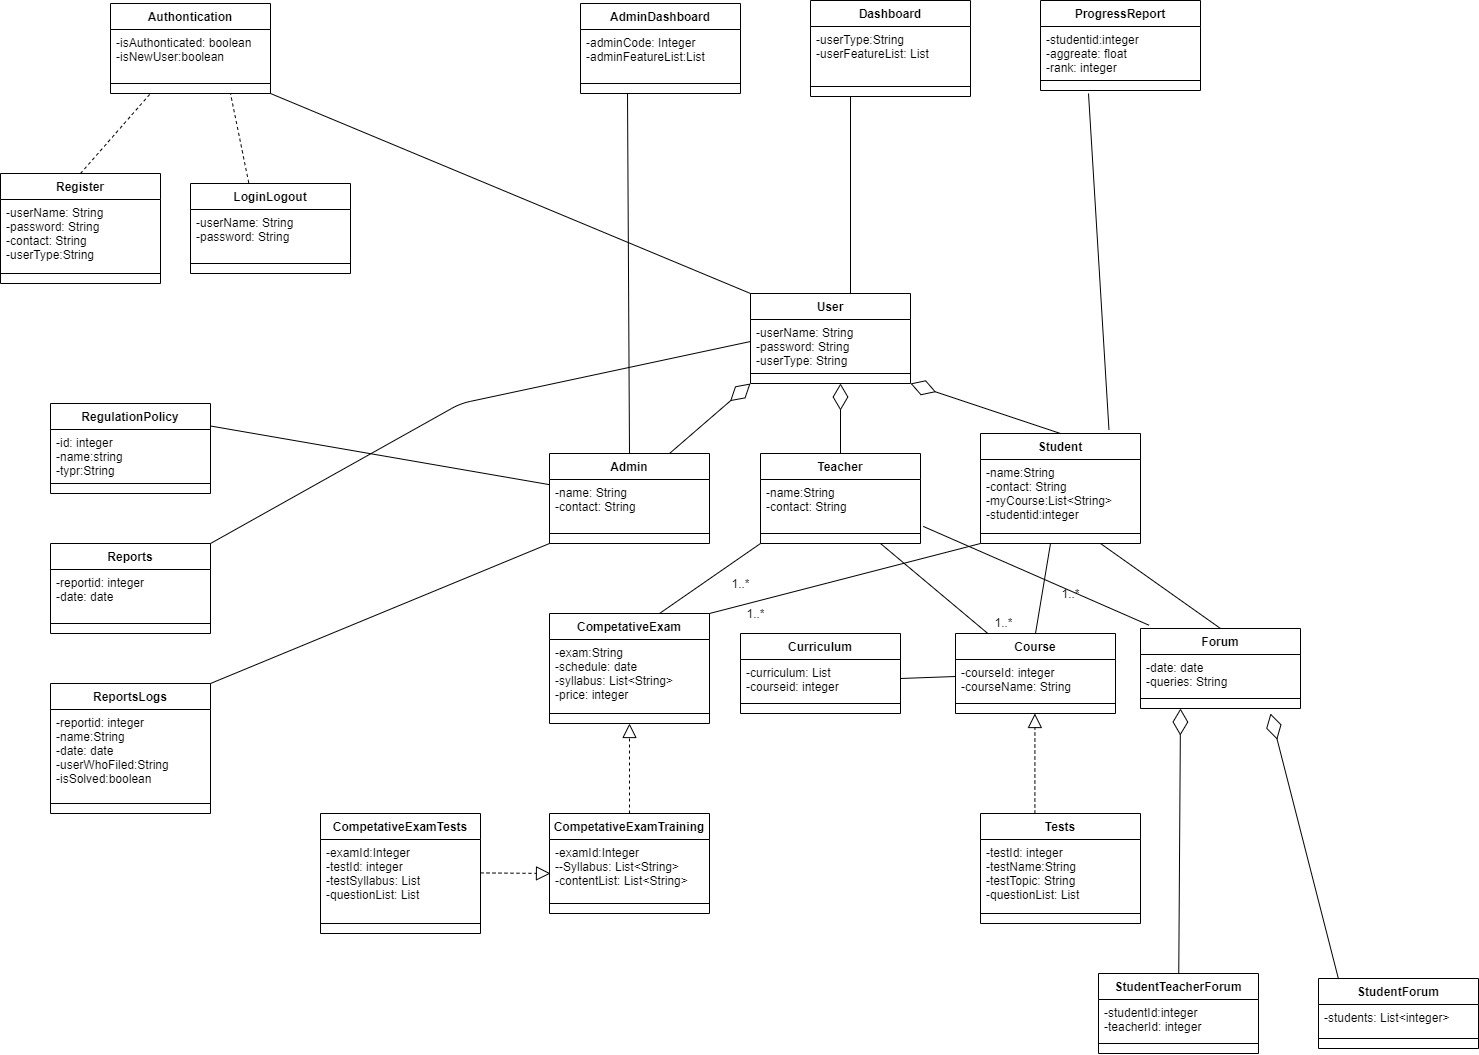 Authontication
-isAuthonticated: boolean
-isNewUser:boolean
AdminDashboard
-adminCode: Integer
-adminFeatureList:List
Dashboard
-userType:String
-userFeatureList: List
ProgressReport
-studentid:integer
-aggreate: float
-rank: integer
Register
-userName: String
-password: String
-contact: String
-userType:String
LoginLogout
-userName: String
-password: String
User
-userName: String
-password: String
-userType: String
RegulationPolicy
-id: integer
-name:string
-typr:String
Admin
-name: String
-contact: String
Teacher
-name:String
-contact: String
Student
-name:String
-contact: String
-myCourse:List<String>
-studentid:integer
Reports
-reportid: integer
-date: date
1..*
1..*
1..*
1..*
CompetativeExam
-exam:String
-schedule: date
-syllabus: List<String>
-price: integer
Curriculum
-curriculum: List
-courseid: integer
Course
-courseId: integer
-courseName: String
Forum
-date: date
-queries: String
ReportsLogs
-reportid: integer
-name:String
-date: date
-userWhoFiled:String
-isSolved:boolean
CompetativeExamTests
-examId:Integer
-testId: integer
-testSyllabus: List
-questionList: List
CompetativeExamTraining
-examId:Integer
--Syllabus: List<String>
-contentList: List<String>
Tests
-testId: integer
-testName:String
-testTopic: String
-questionList: List
StudentTeacherForum
-studentId:integer
-teacherId: integer
StudentForum
-students: List<integer>